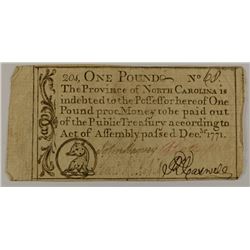 20s, ONE POUND No 68.
The Province of NORTH CAROLINA is
indebted to the Possessor hereof One
Pound proc. Money to be paid out
of the Public Treasury according to
Act of Assembly passed Decr. 1771.